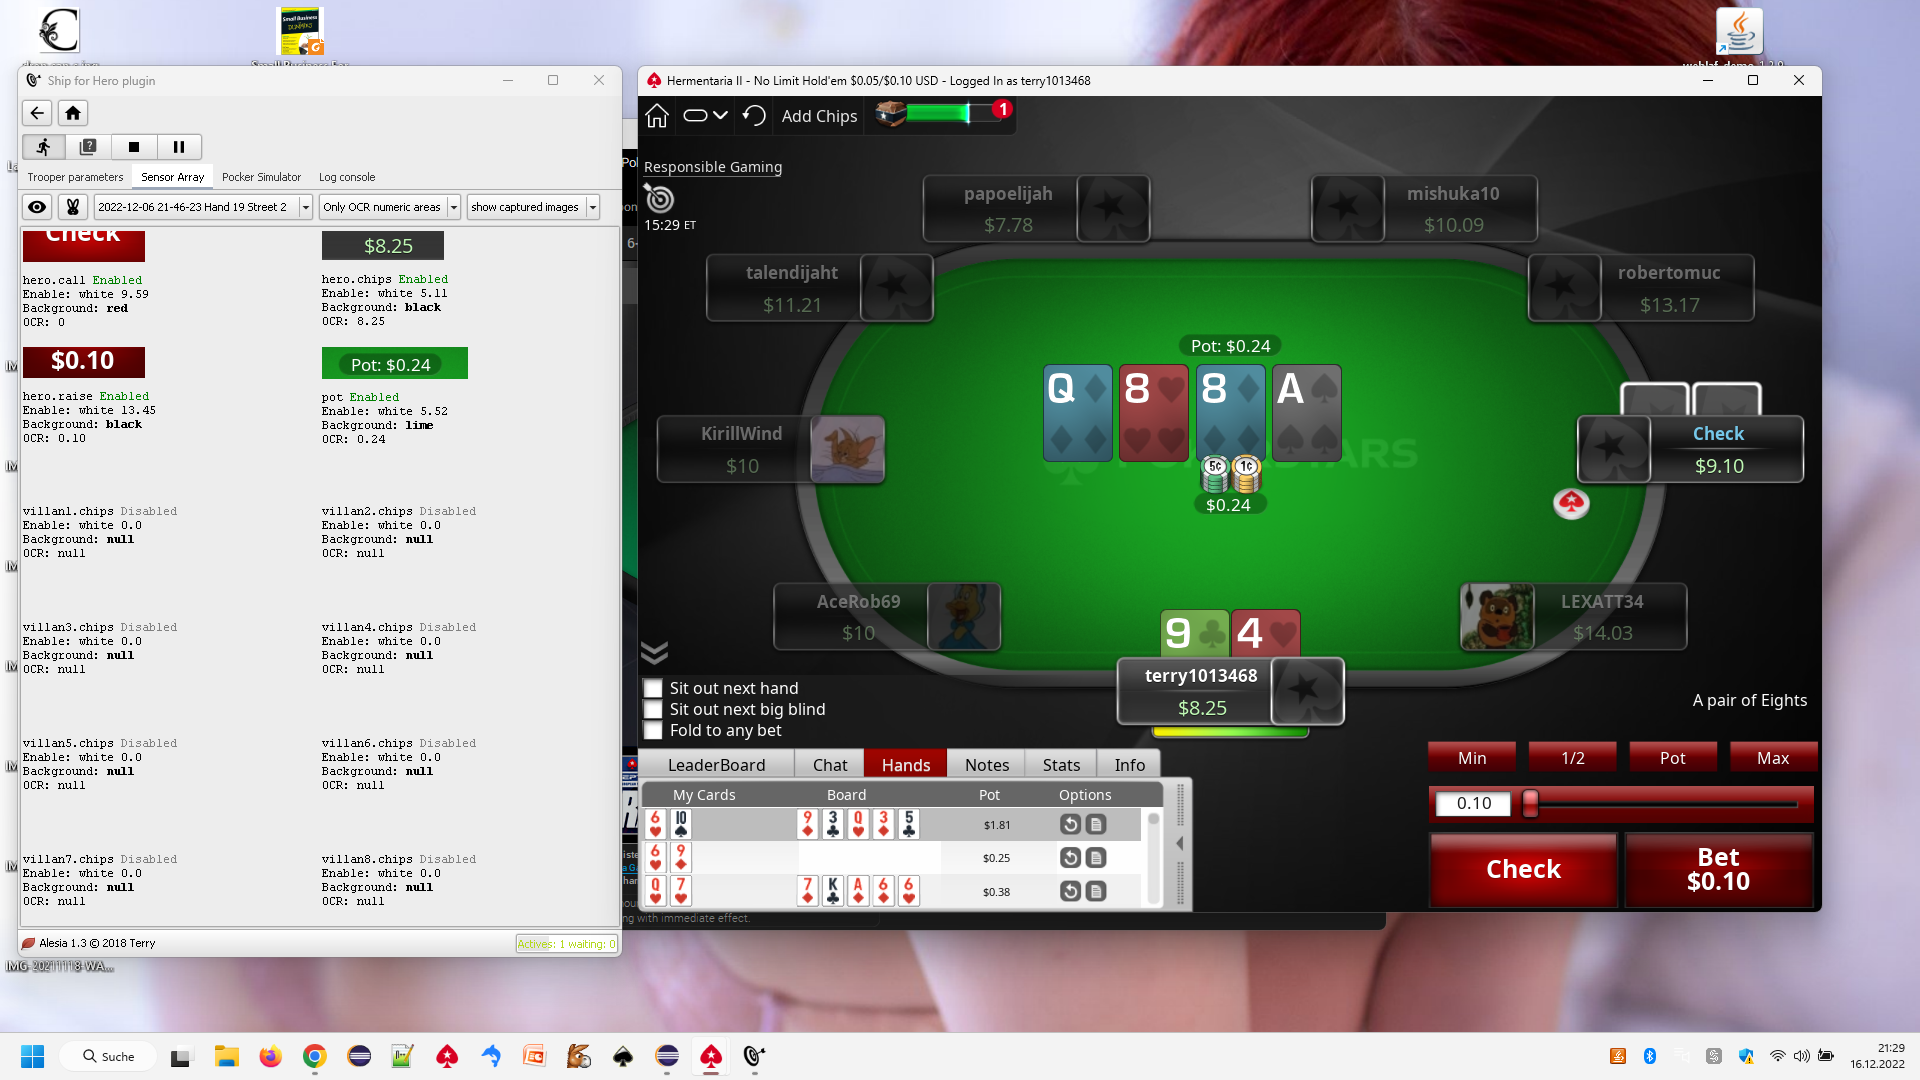 Small Business
DUMMIES
Ship for Hero plugin
Trooper parameters
Sensor Array
Pocker Simulator
Log console
2022-12-06 21-46-23 Hand 19 Street 2
Only OCR numeric areas
show captured images
Check
$8.25
hero.call Enabled
Enable: white 9.59
Background: red
OCR: 0
hero.chips Enabled
Enable: white 5.11
Background: black
OCR: 8.25
$0.10
Pot: $0.24
hero.raise Enabled
Enable: white 13.45
Background: black
OCR: 0.10
pot Enabled
Enable: white 5.52
Background: lime
OCR: 0.24
villan1.chips Disabled
Enable: white 0.0
Background: null
OCR: null
villan2.chips Disabled
Enable: white 0.0
Background: null
OCR: null
villan3.chips Disabled
Enable: white 0.0
Background: null
OCR: null
villan4.chips Disabled
Enable: white 0.0
Background: null
OCR: null
villan5.chips Disabled
Enable: white 0.0
Background: null
OCR: null
villan6.chips Disabled
Enable: white 0.0
Background: null
OCR: null
villan7.chips Disabled
Enable: white 0.0
Background: null
OCR: null
villan8.chips Disabled
Enable: white 0.0
Background: null
OCR: null
Alesia 1.3 © 2018 Terry
Actives: 1 waiting: 0
Hermentaria II - No Limit Hold'em $0.05/$0.10 USD - Logged In as terry1013468
Add Chips
1
Responsible Gaming
15:29 ET
papoelijah
$7.78
mishuka10
$10.09
talendijaht
$11.21
robertomuc
$13.17
Pot: $0.24
Q
8
8
A
KirillWind
$10
Check
$9.10
5¢
1¢
$0.24
AceRob69
$10
9
4
LEXATT34
$14.03
terry1013468
$8.25
Sit out next hand
Sit out next big blind
Fold to any bet
A pair of Eights
LeaderBoard
Chat
Hands
Notes
Stats
Info
My Cards
Board
Pot
Options
6 10
9 3 Q 3 5
$1.81
6 9
$0.25
Q 7
7 K A 6 6
$0.38
Min
1/2
Pot
Max
0.10
Check
Bet
$0.10
ng with immediate effect.
Suche
21:29
16.12.2022